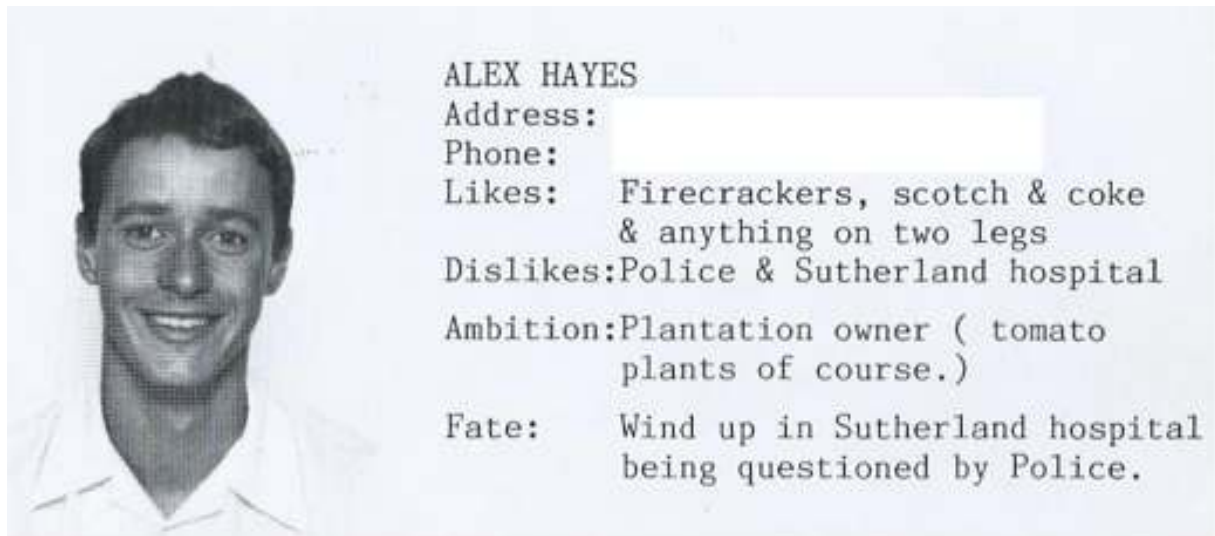 ALEX HAYES
Address:
Phone:
Likes: Firecrackers, scotch & coke
& anything on two legs
Dislikes:Police & Sutherland hospital
Ambition:Plantation owner ( tomato
plants of course.)
Fate: Wind up in Sutherland hospital
being questioned by Police.